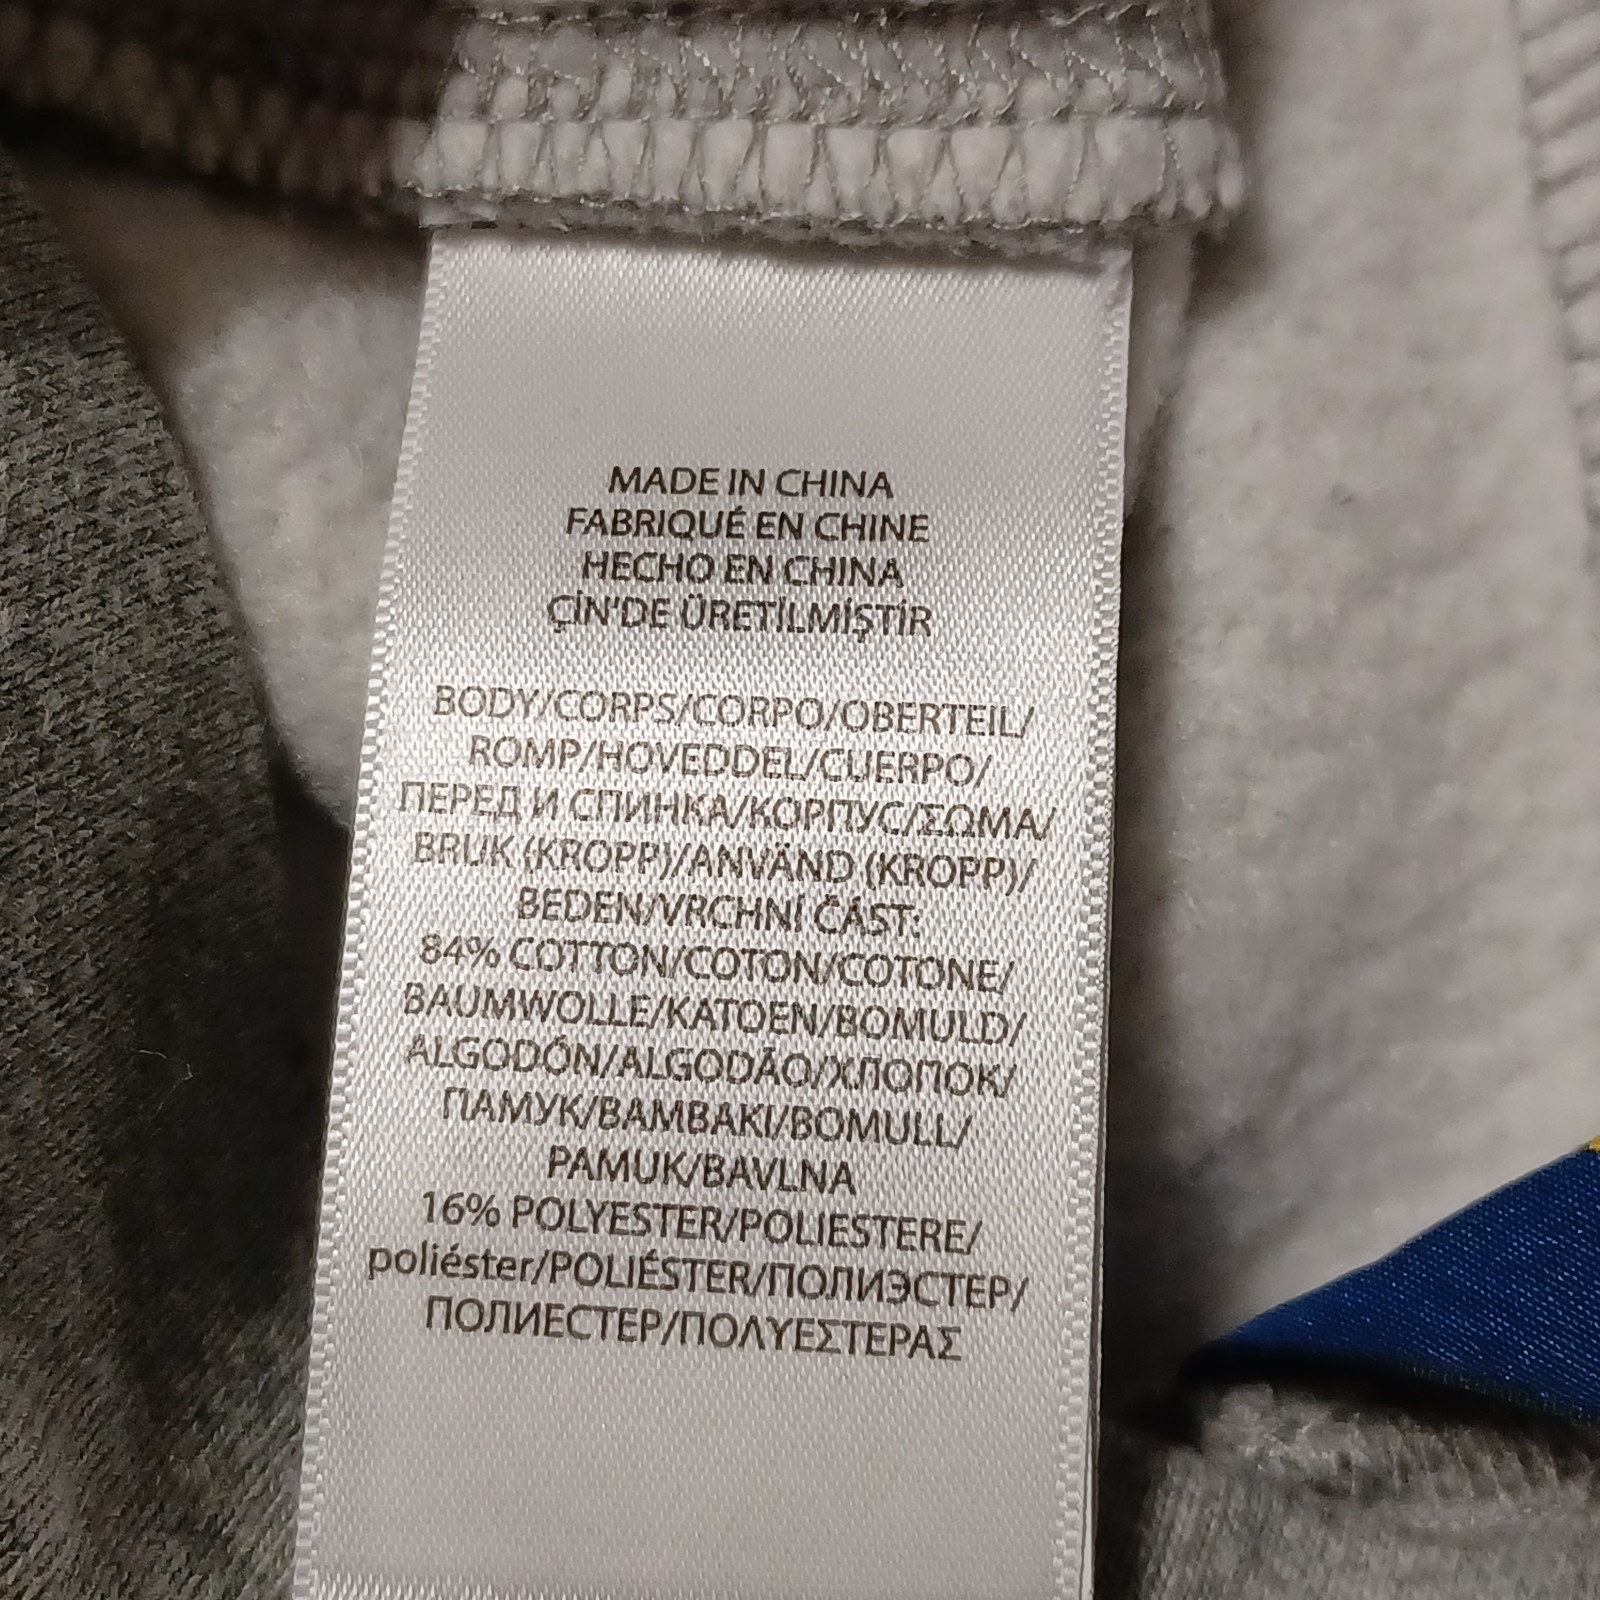 MADE IN CHINA
FABRIQUÉ EN CHINE
HECHO EN CHINA
ÇİN'DE ÜRETİLMİŞTİR
BODY/CORPS/CORPO/OBERTEIL/
ROMP/HOVEDDEL/CUERPO/
ПЕРЕД И СПИНКА/КОРПУС/ΣΩΜΑ/
BRUK (KROPP)/ANVÄND (KROPP)/
BEDEN/VRCHNÍ ČÁST:
84% COTTON/COTON/COTONE/
BAUMWOLLE/KATOEN/BOMULD/
ALGODÓN/ALGODÃO/ХЛОПОК/
ПАМУК/ΒΑΜΒΑΚΙ/BOMULL/
PAMUK/BAVLNA
16% POLYESTER/POLIESTERE/
poliéster/POLIÉSTER/ПОЛИЭСТЕР/
ПОЛИЕСТЕР/ΠΟΛΥΕΣΤΕΡΑΣ